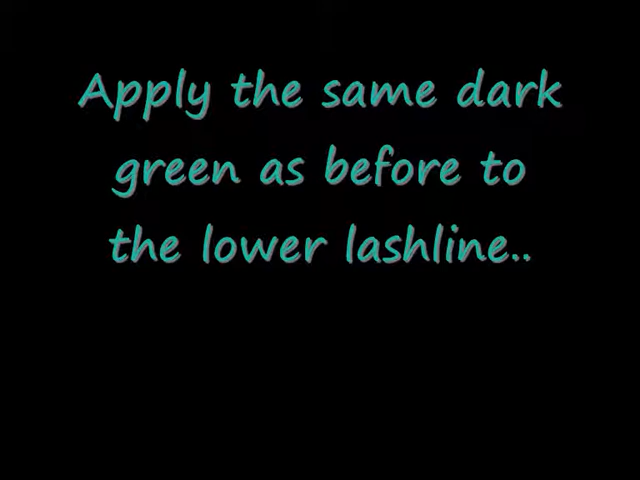 Apply the same dark
green as before to
the lower lashline..